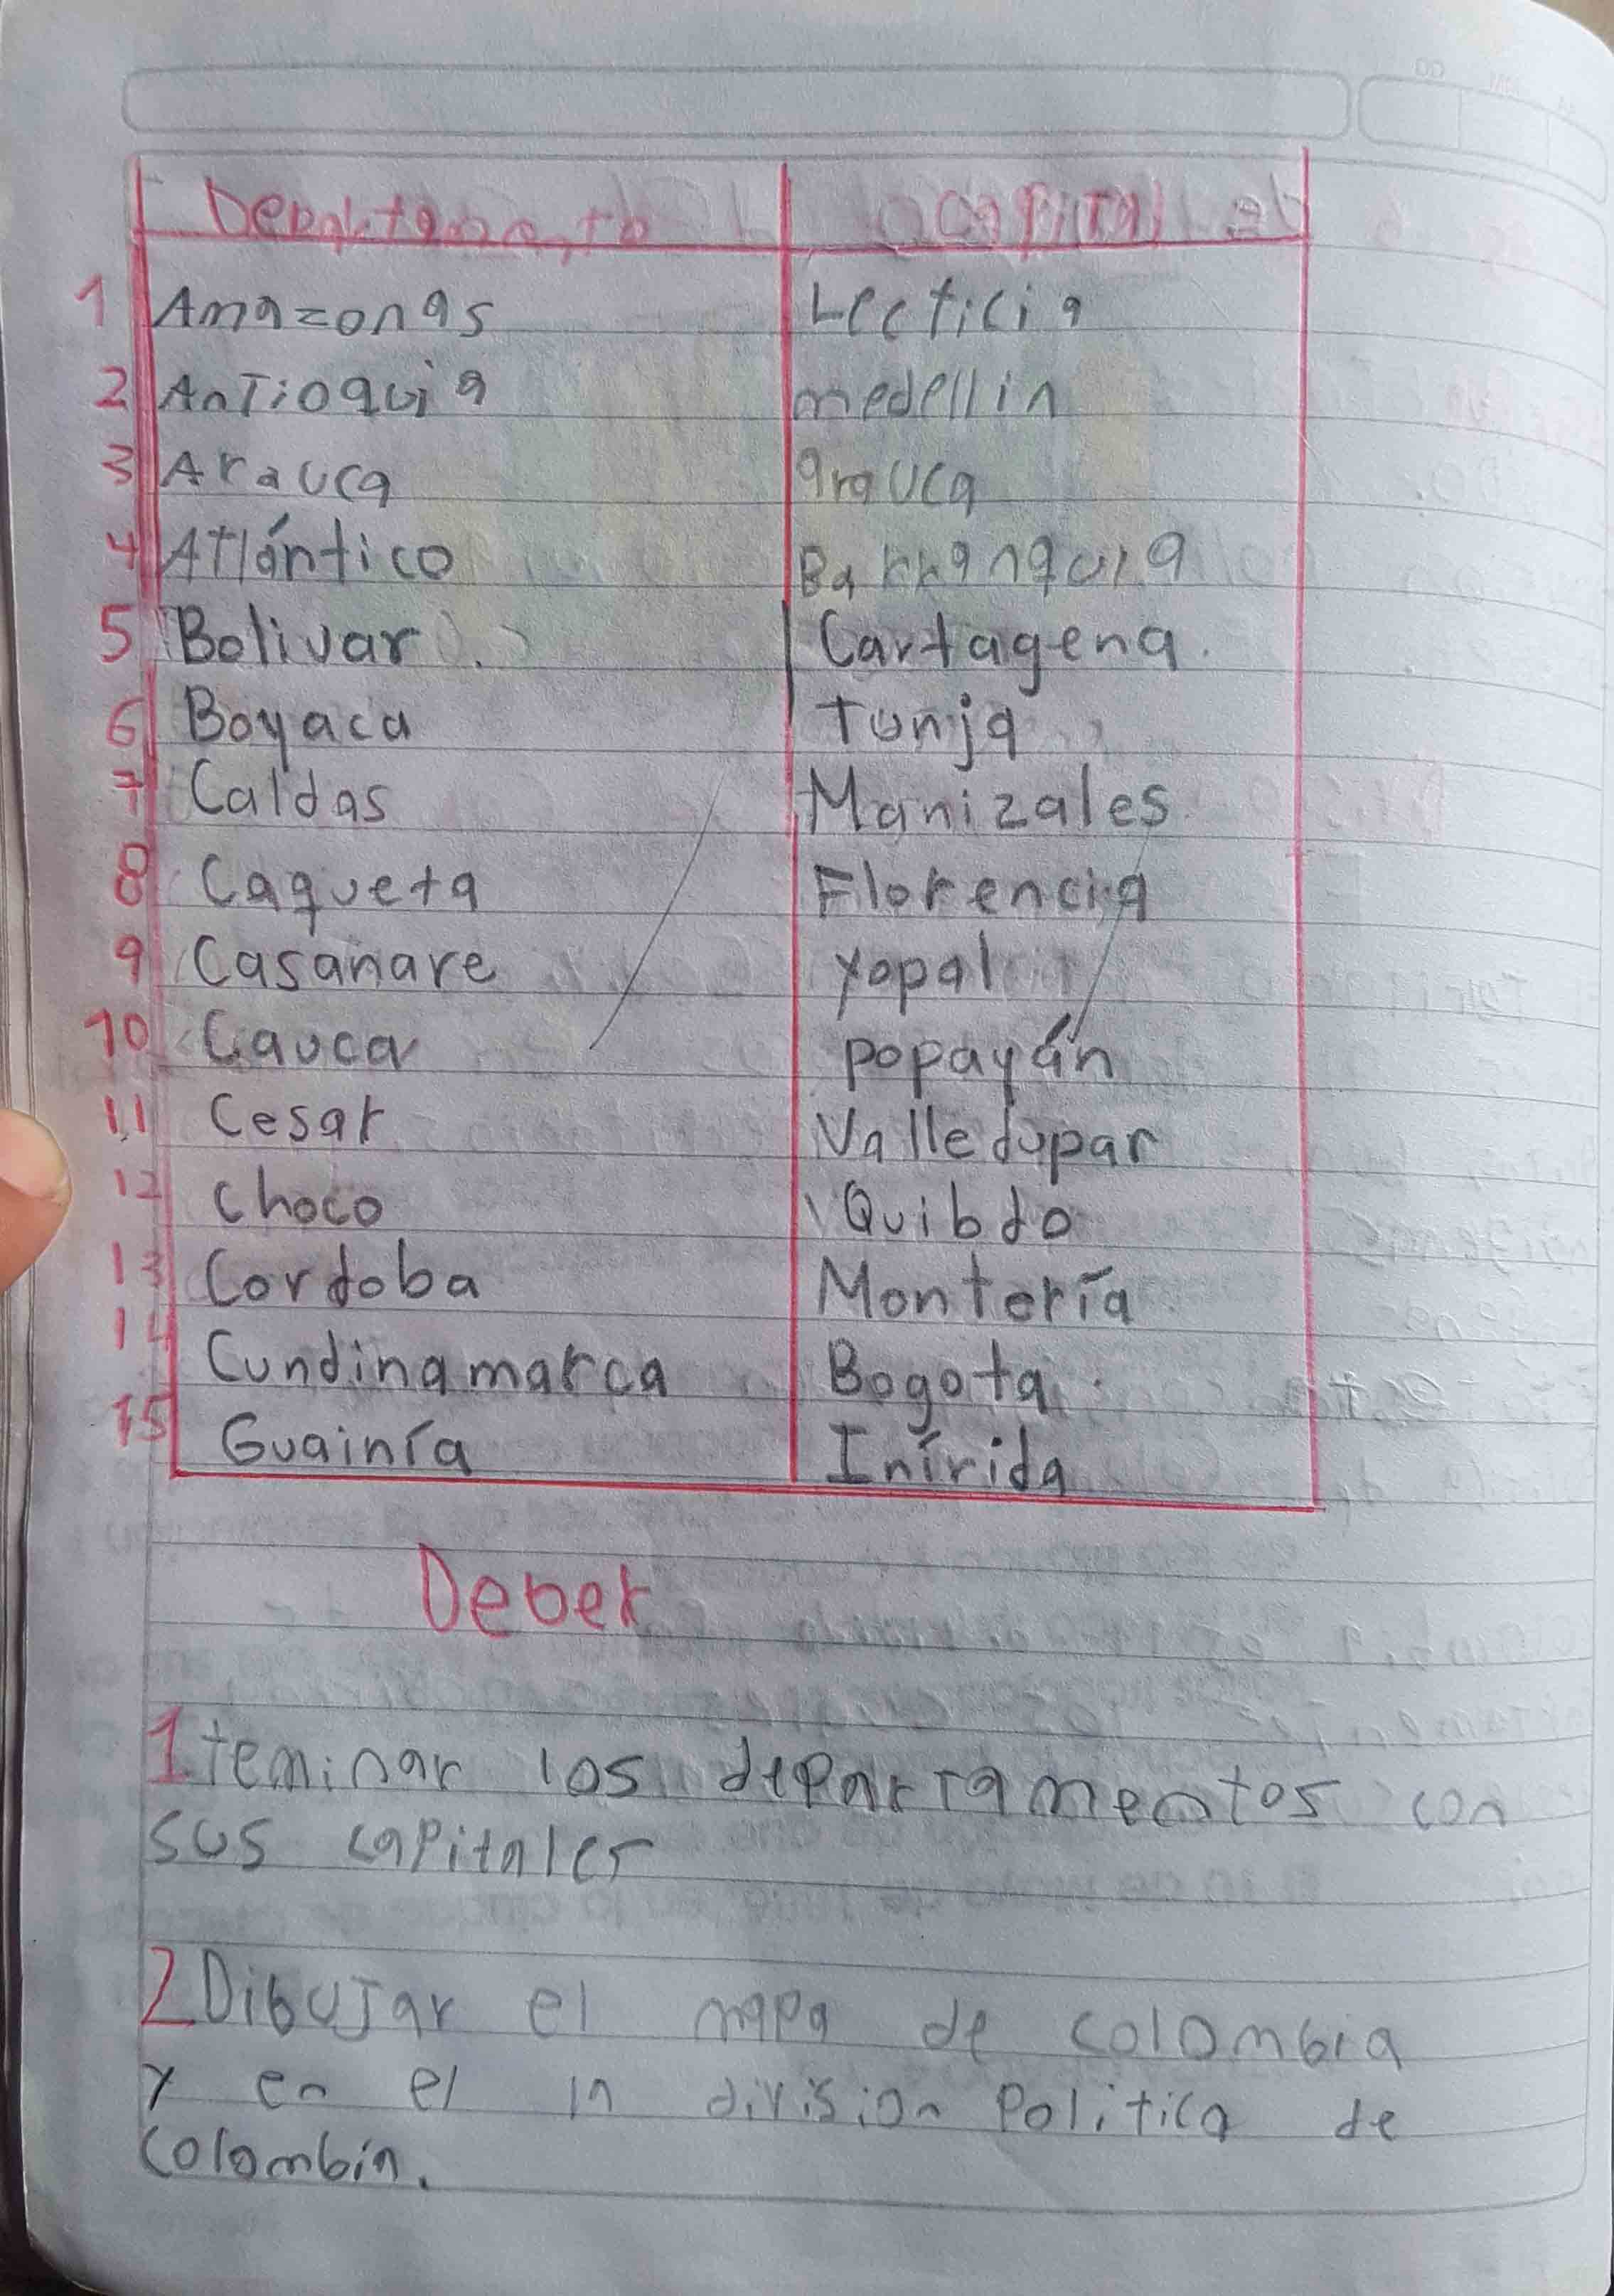 Departamento Capital
1 Amazonas Lecticia
2 Antioquia medellin
3 Arauca arauca
4 Atlántico Barranquia
5 Bolivar. Cartagena.
6 Boyaca Tunja
7 Caldas Manizales
8 Caqueta Florencia
9 Casanare Yopal
10 Cauca popayán
11 Cesar Valledupar
12 Choco Quibdo
13 Cordoba Montería
14 Cundinamarca Bogota.
15 Guainía Inírida
Deber
1 teminar los departamentos con
sus capitales
2 Dibujar el mapa de colombia
y en el la division Politica de
colombia.